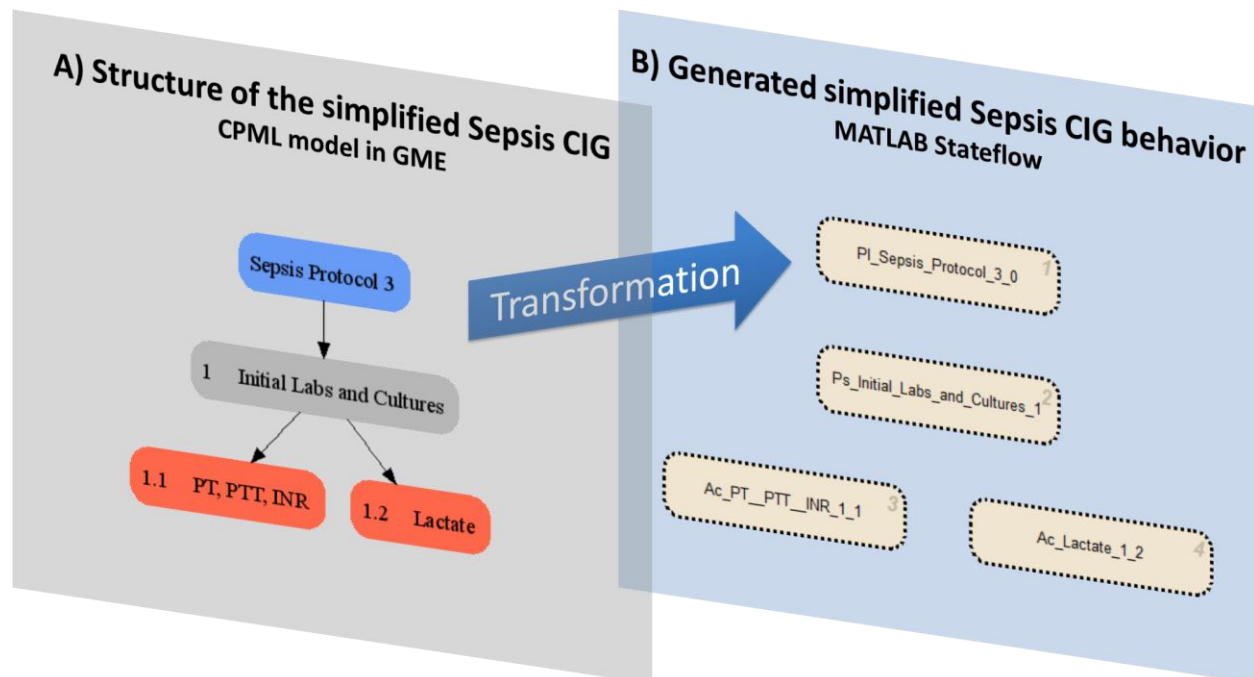 A) Structure of the simplified Sepsis CIG
CPML model in GME
Sepsis Protocol 3
1 Initial Labs and Cultures
1.1 PT, PTT, INR
1.2 Lactate
Transformation
B) Generated simplified Sepsis CIG behavior
MATLAB Stateflow
Pl_Sepsis_Protocol_3_0
1
Ps_Initial_Labs_and_Cultures_1
2
Ac_PT__PTT__INR_1_1
3
Ac_Lactate_1_2
4